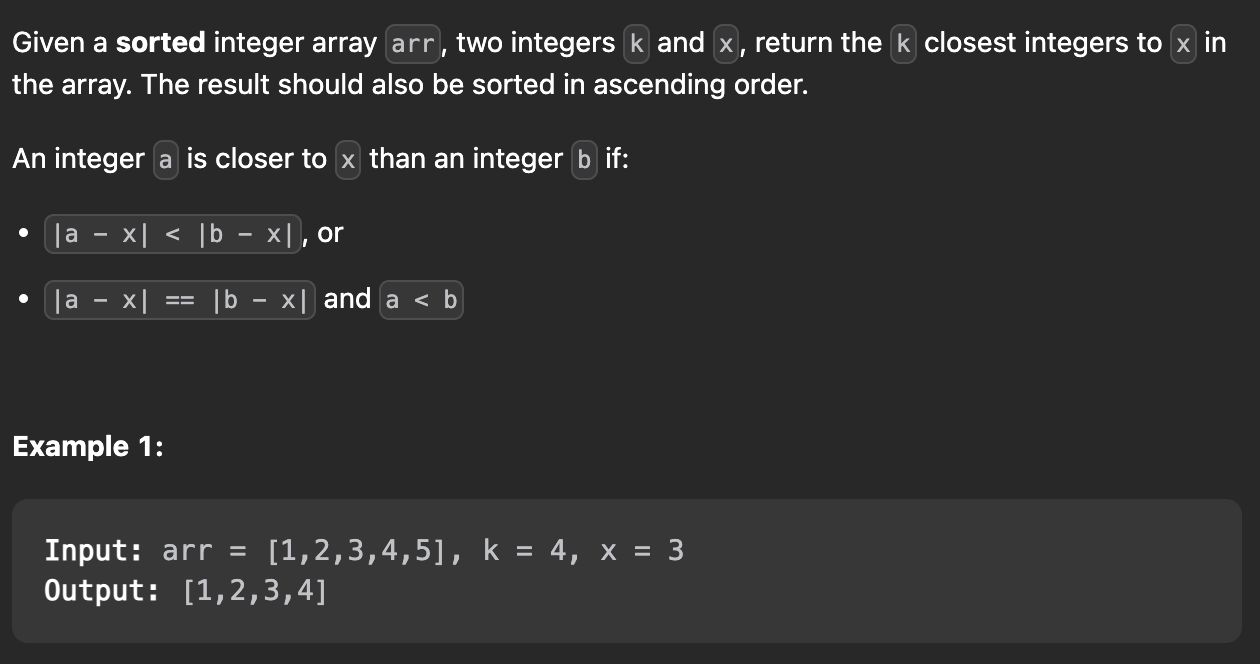 Given a sorted integer array arr, two integers k and x, return the k closest integers to x in
the array. The result should also be sorted in ascending order.
An integer a is closer to x than an integer b if:
• |a - x| < |b - x|, or
• |a - x| == |b - x| and a < b
Example 1:
Input: arr = [1,2,3,4,5], k = 4, x = 3
Output: [1,2,3,4]